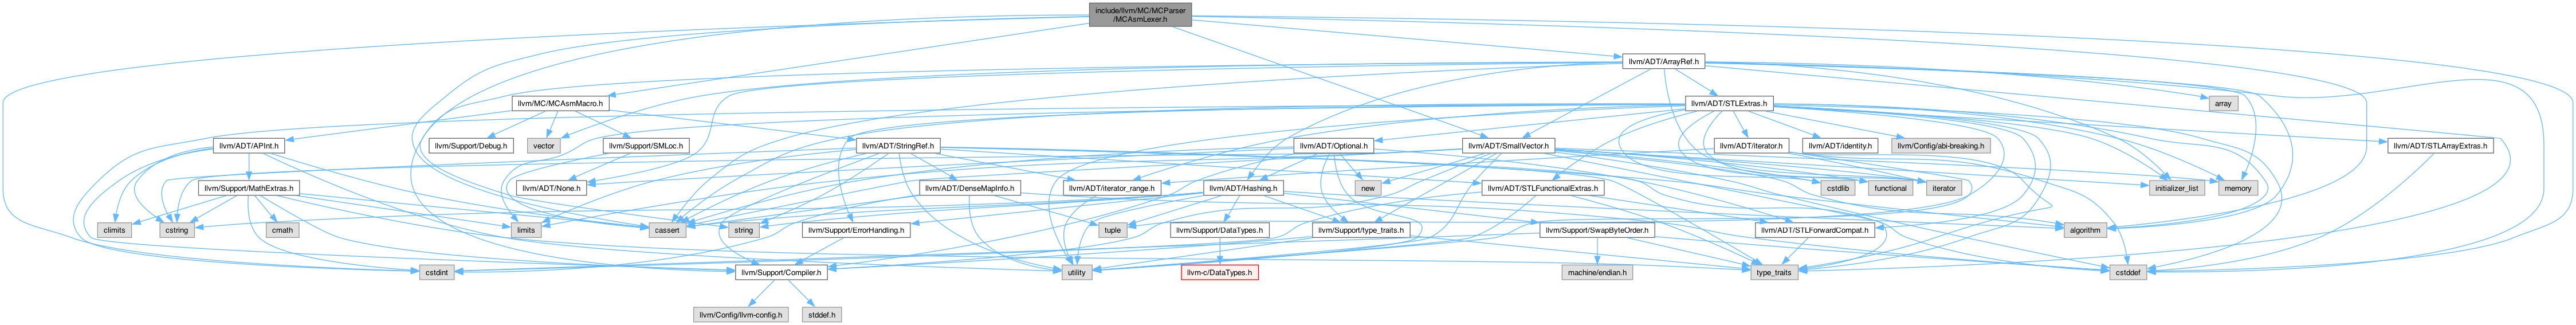 include/llvm/MC/MCParser
/MCAsmLexer.h
llvm/ADT/ArrayRef.h
llvm/MC/MCAsmMacro.h
llvm/ADT/STLExtras.h
array
llvm/ADT/APInt.h
llvm/Support/Debug.h
vector
llvm/Support/SMLoc.h
llvm/ADT/StringRef.h
llvm/ADT/Optional.h
llvm/ADT/SmallVector.h
llvm/ADT/iterator.h
llvm/ADT/identity.h
llvm/Config/abi-breaking.h
llvm/ADT/STLArrayExtras.h
llvm/Support/MathExtras.h
llvm/ADT/None.h
llvm/ADT/DenseMapInfo.h
llvm/ADT/iterator_range.h
llvm/ADT/Hashing.h
new
llvm/ADT/STLFunctionalExtras.h
cstdlib
functional
iterator
initializer_list
memory
climits
cstring
cmath
limits
cassert
string
llvm/Support/ErrorHandling.h
tuple
llvm/Support/DataTypes.h
llvm/Support/type_traits.h
llvm/Support/SwapByteOrder.h
llvm/ADT/STLForwardCompat.h
algorithm
cstdint
llvm/Support/Compiler.h
utility
llvm-c/DataTypes.h
machine/endian.h
type_traits
cstddef
llvm/Config/llvm-config.h
stddef.h